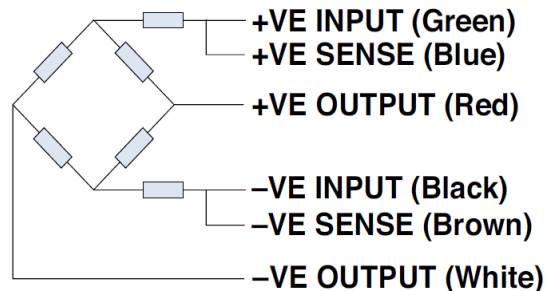 +VE INPUT (Green)
+VE SENSE (Blue)
+VE OUTPUT (Red)
–VE INPUT (Black)
–VE SENSE (Brown)
–VE OUTPUT (White)